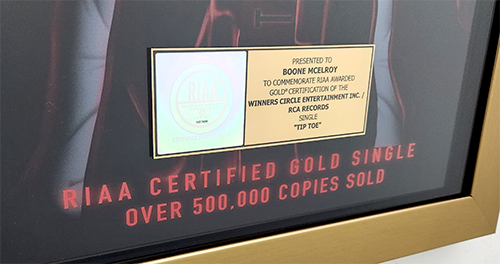 RIAA
PRESENTED TO
BOONE MCELROY
TO COMMEMORATE RIAA AWARDED
GOLD® CERTIFICATION OF THE
WINNERS CIRCLE ENTERTAINMENT INC. /
RCA RECORDS
SINGLE
"TIP TOE"
RIAA CERTIFIED GOLD SINGLE
OVER 500,000 COPIES SOLD